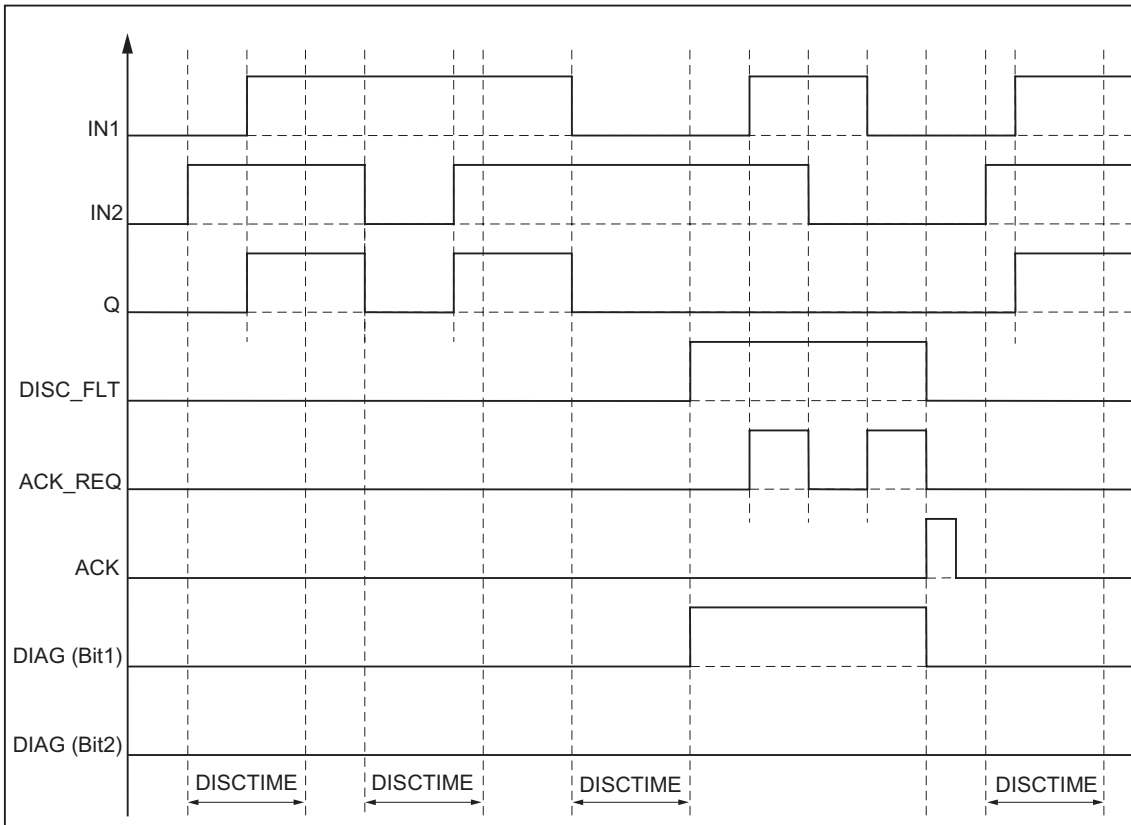 IN1
IN2
Q
DISC_FLT
ACK_REQ
ACK
DIAG (Bit1)
DIAG (Bit2)
DISCTIME DISCTIME DISCTIME DISCTIME